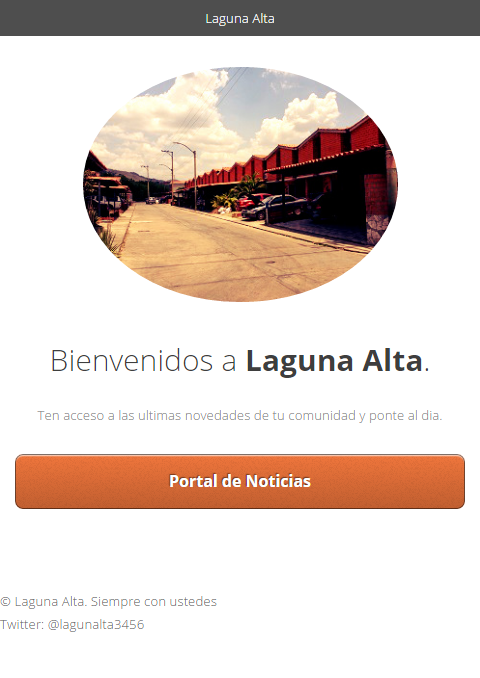 Laguna Alta
Bienvenidos a Laguna Alta.
Ten acceso a las ultimas novedades de tu comunidad y ponte al dia.
Portal de Noticias
© Laguna Alta. Siempre con ustedes
Twitter: @lagunalta3456